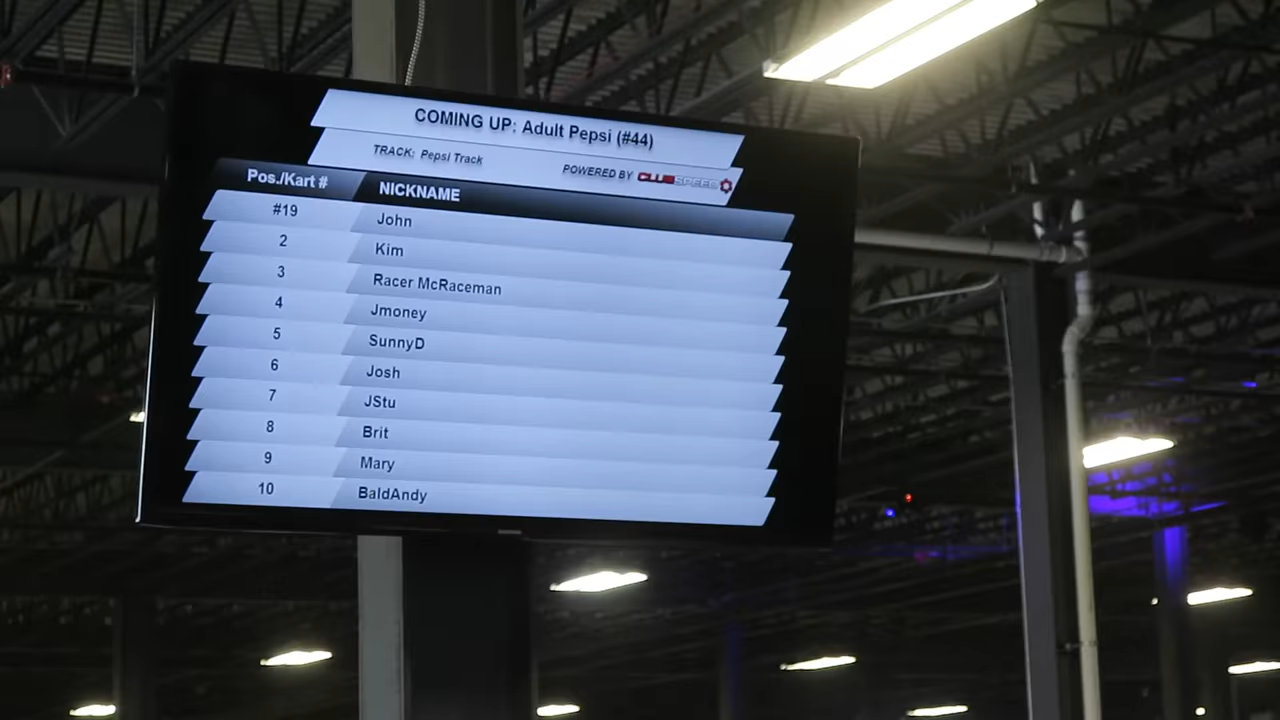 COMING UP: Adult Pepsi (#44)
TRACK: Pepsi Track
POWERED BY CLUBSPEED
Pos./Kart # NICKNAME
#19 John
2 Kim
3 Racer McRaceman
4 Jmoney
5 SunnyD
6 Josh
7 JStu
8 Brit
9 Mary
10 BaldAndy